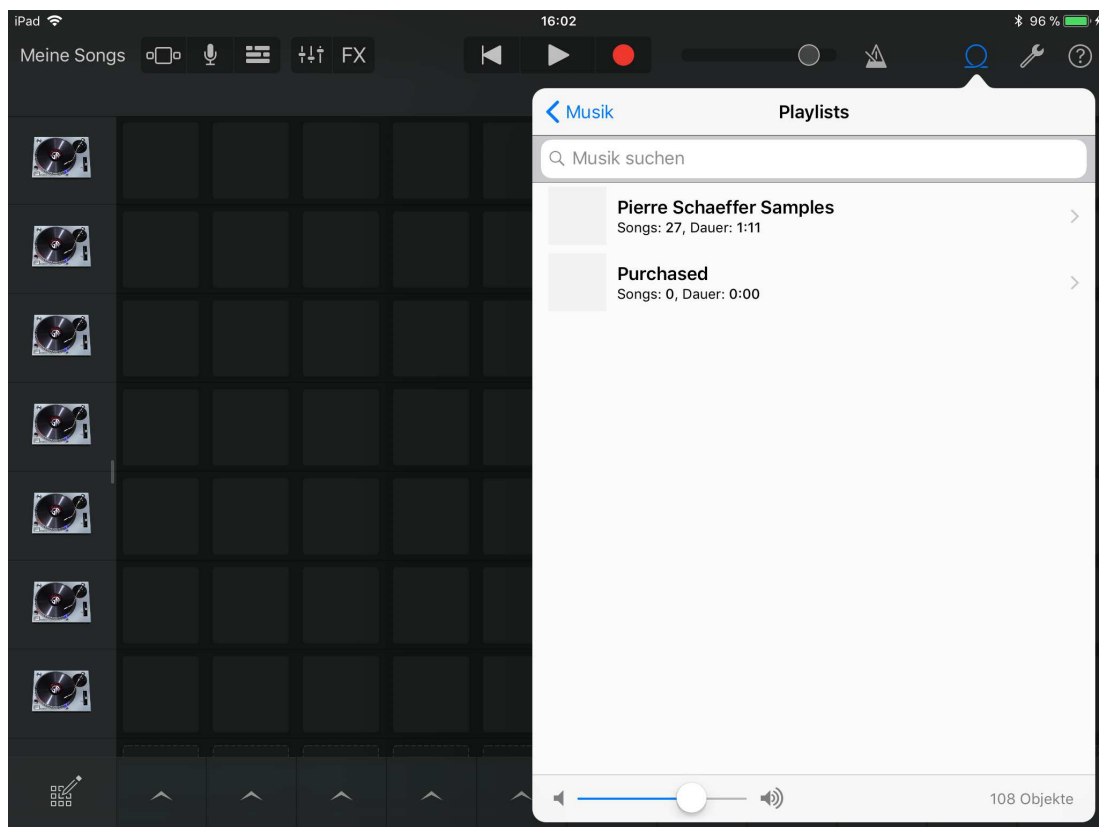 iPad 16:02 96 %
Meine Songs FX ?
Musik Playlists
Musik suchen
Pierre Schaeffer Samples
Songs: 27, Dauer: 1:11
Purchased
Songs: 0, Dauer: 0:00
108 Objekte